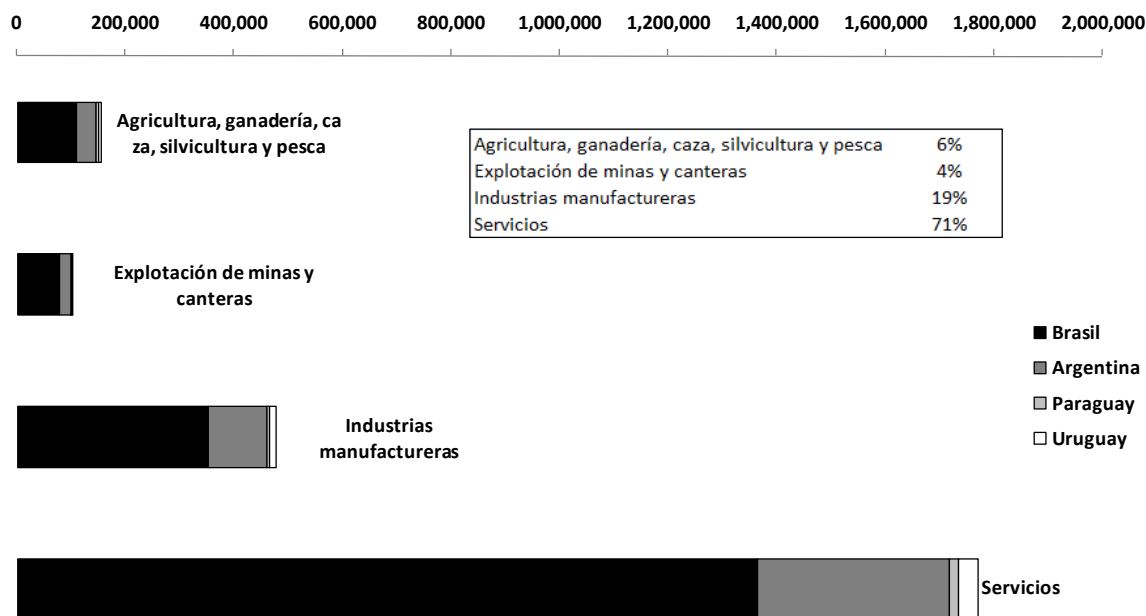 0 200,000 400,000 600,000 800,000 1,000,000 1,200,000 1,400,000 1,600,000 1,800,000 2,000,000
Agricultura, ganadería, ca
za, silvicultura y pesca
Agricultura, ganadería, caza, silvicultura y pesca 6%
Explotación de minas y canteras 4%
Industrias manufactureras 19%
Servicios 71%
Explotación de minas y
canteras
Brasil
Argentina
Paraguay
Uruguay
Industrias
manufactureras
Servicios